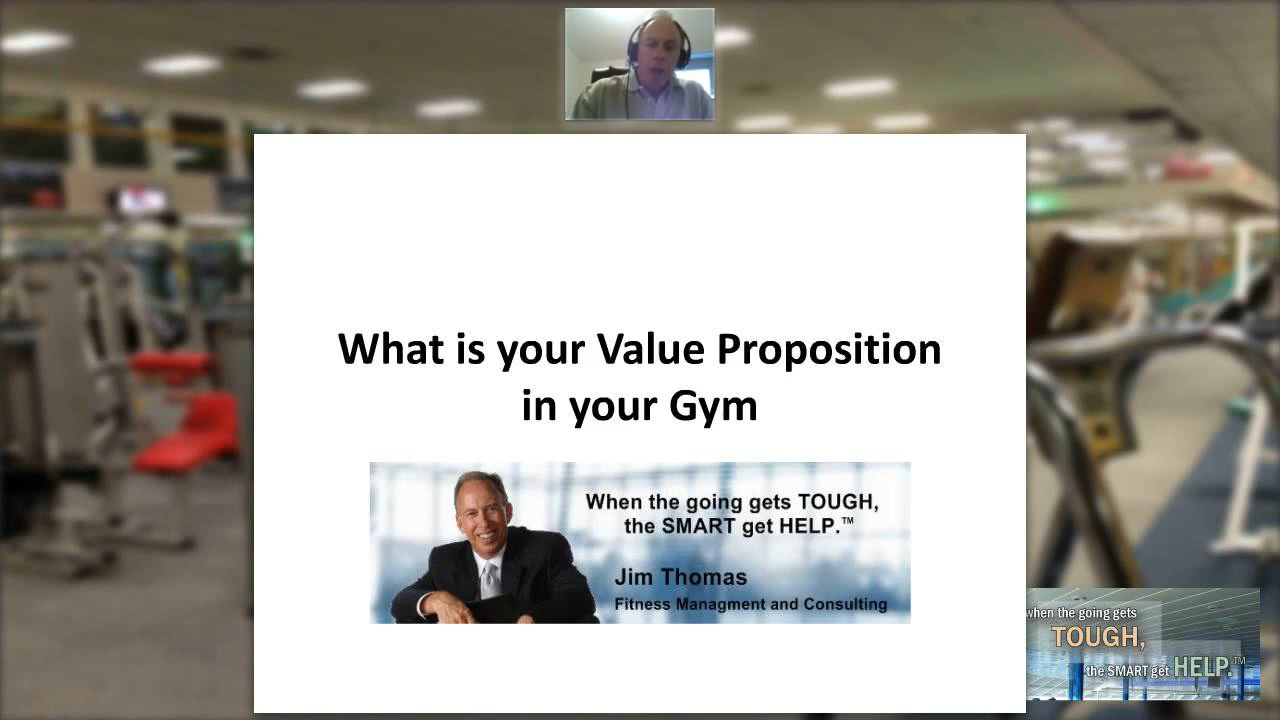 What is your Value Proposition
in your Gym
When the going gets TOUGH,
the SMART get HELP.™
Jim Thomas
Fitness Managment and Consulting
when the going gets
TOUGH,
the SMART get HELP.™